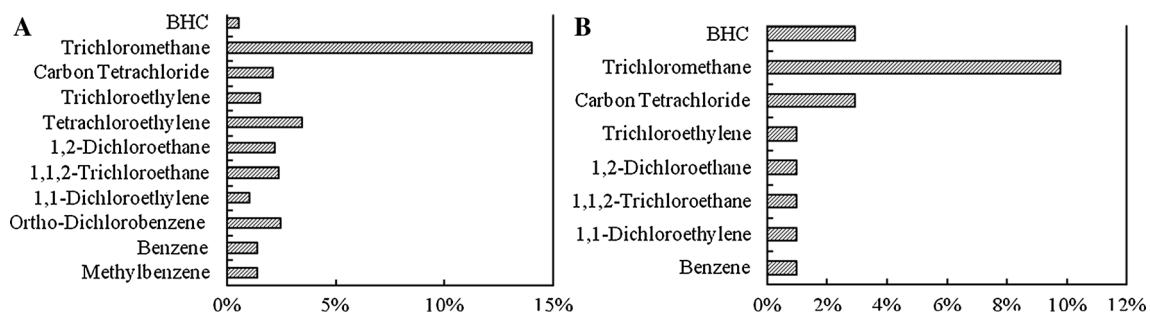 A
BHC
Trichloromethane
Carbon Tetrachloride
Trichloroethylene
Tetrachloroethylene
1,2-Dichloroethane
1,1,2-Trichloroethane
1,1-Dichloroethylene
Ortho-Dichlorobenzene
Benzene
Methylbenzene
0% 5% 10% 15%
B
BHC
Trichloromethane
Carbon Tetrachloride
Trichloroethylene
1,2-Dichloroethane
1,1,2-Trichloroethane
1,1-Dichloroethylene
Benzene
0% 2% 4% 6% 8% 10% 12%